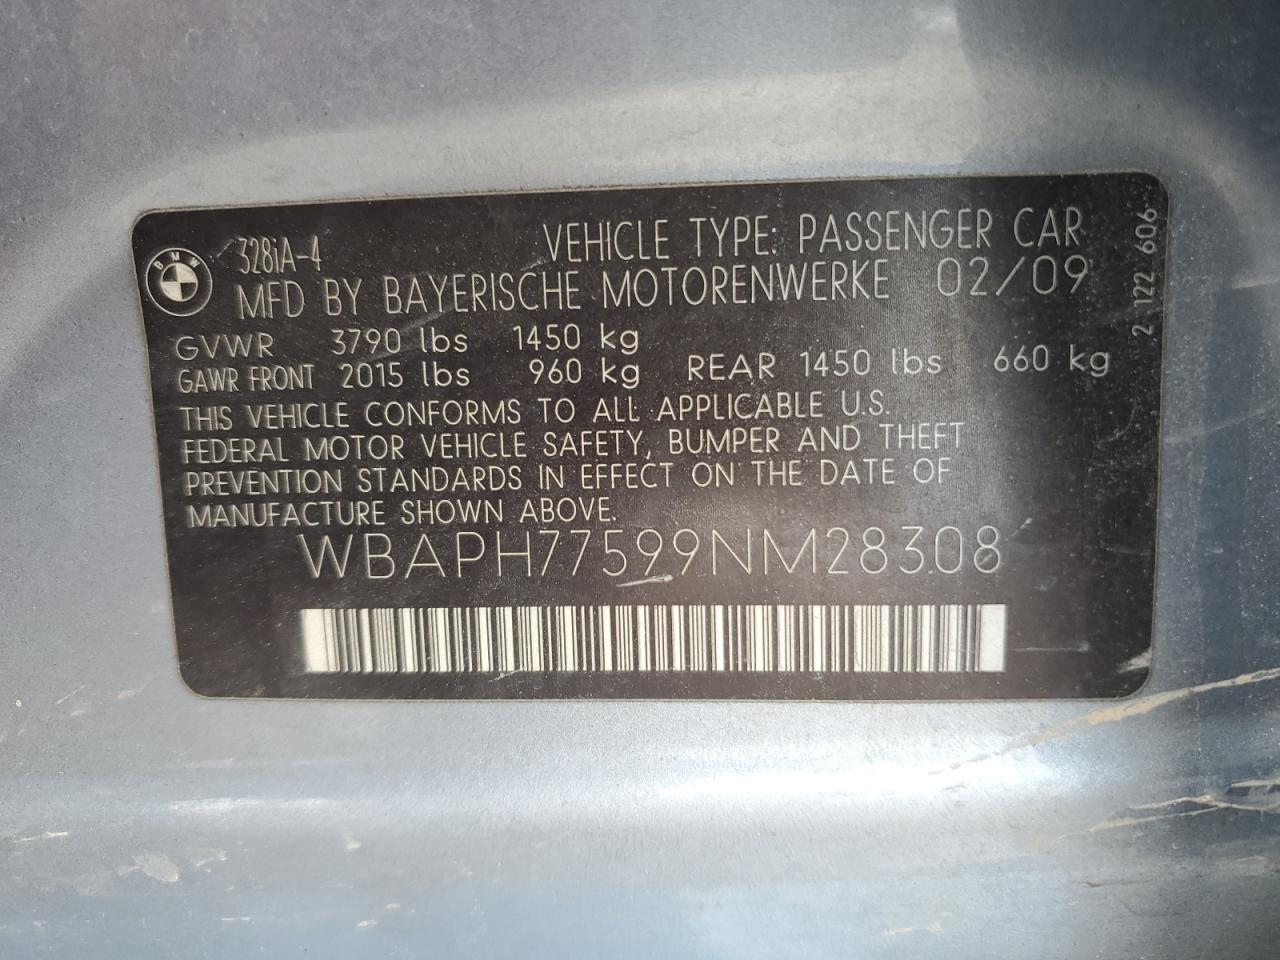 BMW
328iA-4
VEHICLE TYPE: PASSENGER CAR
MFD BY BAYERISCHE MOTORENWERKE 02/09
GVWR 3790 lbs 1450 kg
GAWR FRONT 2015 lbs 960 kg REAR 1450 lbs 660 kg
THIS VEHICLE CONFORMS TO ALL APPLICABLE U.S.
FEDERAL MOTOR VEHICLE SAFETY, BUMPER AND THEFT
PREVENTION STANDARDS IN EFFECT ON THE DATE OF
MANUFACTURE SHOWN ABOVE.
WBAPH77599NM28308
2 122 606